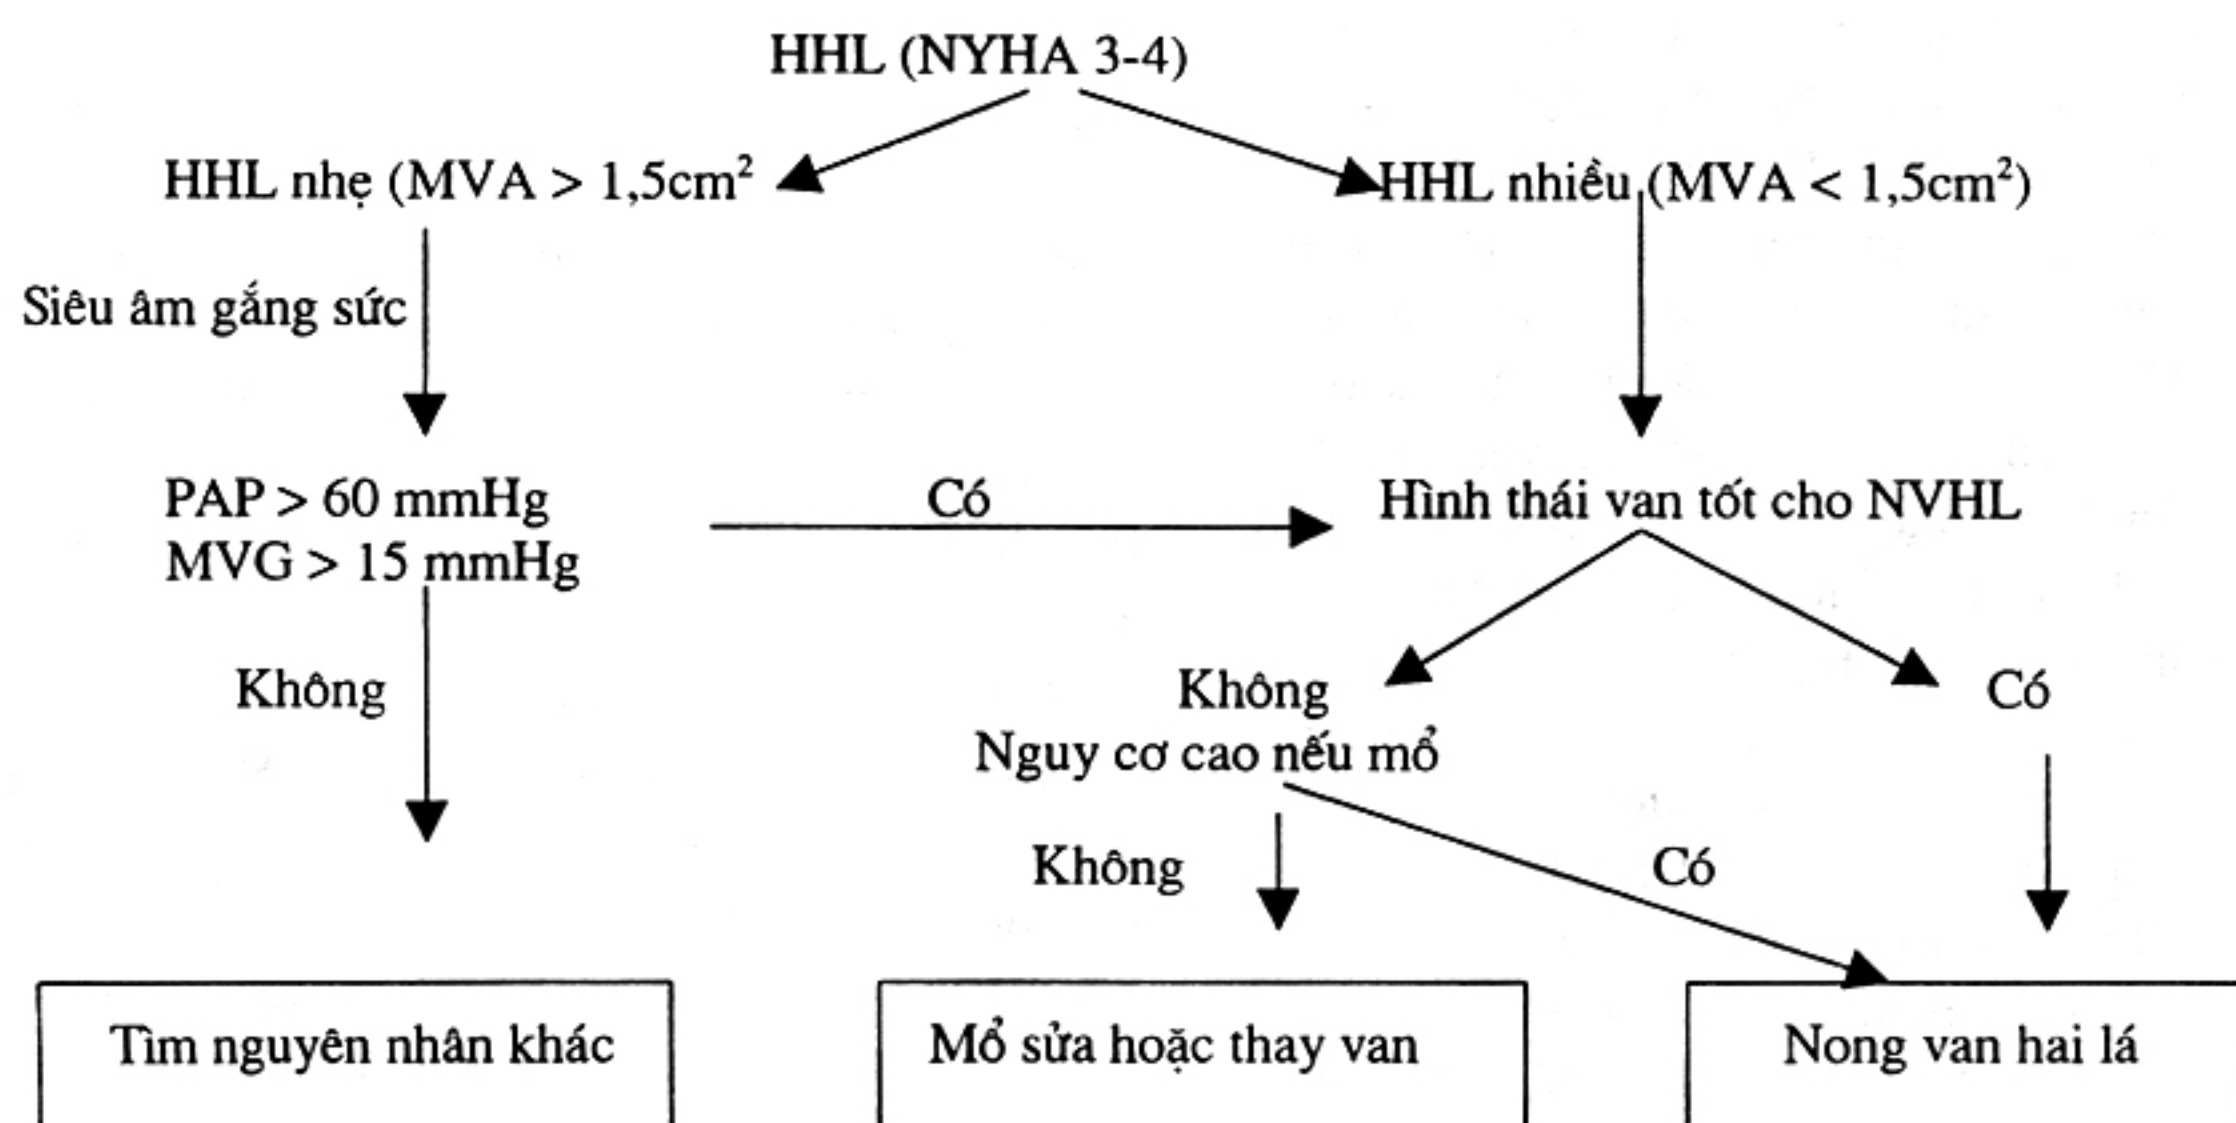 HHL (NYHA 3-4)
HHL nhẹ (MVA > 1,5cm²
HHL nhiều (MVA < 1,5cm²)
Siêu âm gắng sức
PAP > 60 mmHg
MVG > 15 mmHg
Có
Hình thái van tốt cho NVHL
Không
Không
Có
Nguy cơ cao nếu mổ
Không
Có
Tìm nguyên nhân khác
Mổ sửa hoặc thay van
Nong van hai lá